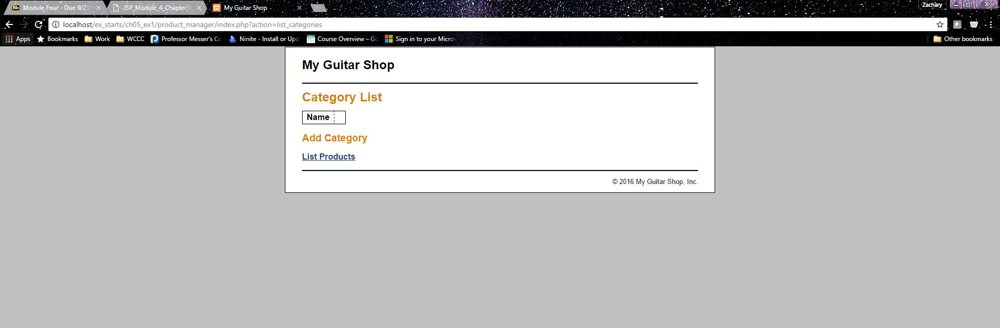 Bb Module Four - Due 9/25
JSP_Module_4_Chapter5
My Guitar Shop
Zachary
localhost/ex_starts/ch05_ex1/product_manager/index.php?action=list_categories
W
Apps Bookmarks Work WCCC Professor Messer's Co Ninite - Install or Upd Course Overview – Go Sign in to your Micros Other bookmarks
My Guitar Shop
Category List
Name
Add Category
List Products
© 2016 My Guitar Shop, Inc.